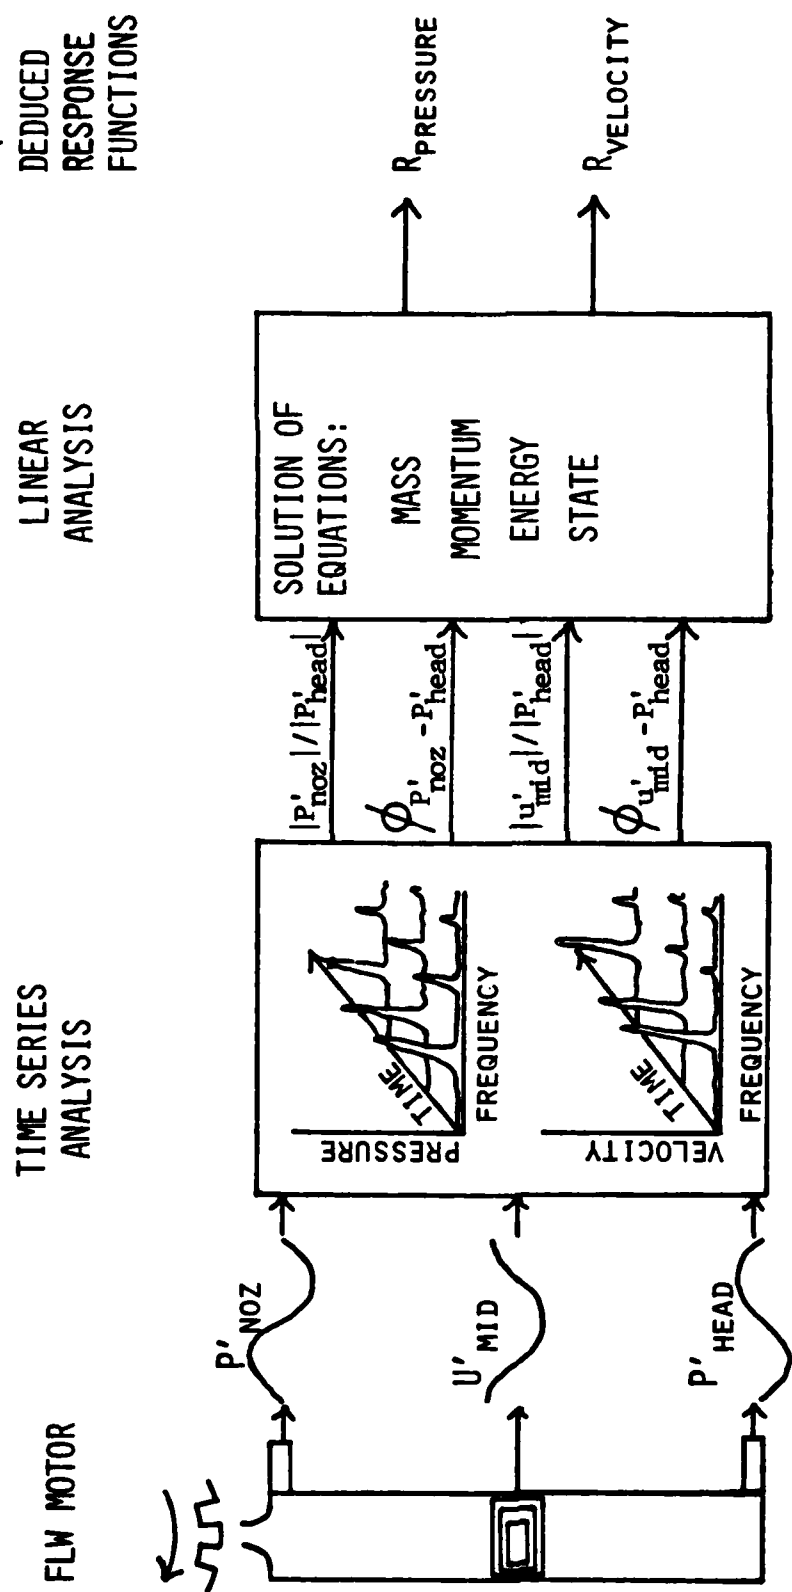 FLW MOTOR
TIME SERIES
ANALYSIS
LINEAR
ANALYSIS
DEDUCED
RESPONSE
FUNCTIONS
P'NOZ
U'MID
P'HEAD
PRESSURE
TIME
FREQUENCY
VELOCITY
TIME
FREQUENCY
|P'noz|/|P'head|
ϕP'noz -P'head
|u'mid|/|P'head|
ϕu'mid -P'head
SOLUTION OF
EQUATIONS:
MASS
MOMENTUM
ENERGY
STATE
RPRESSURE
RVELOCITY